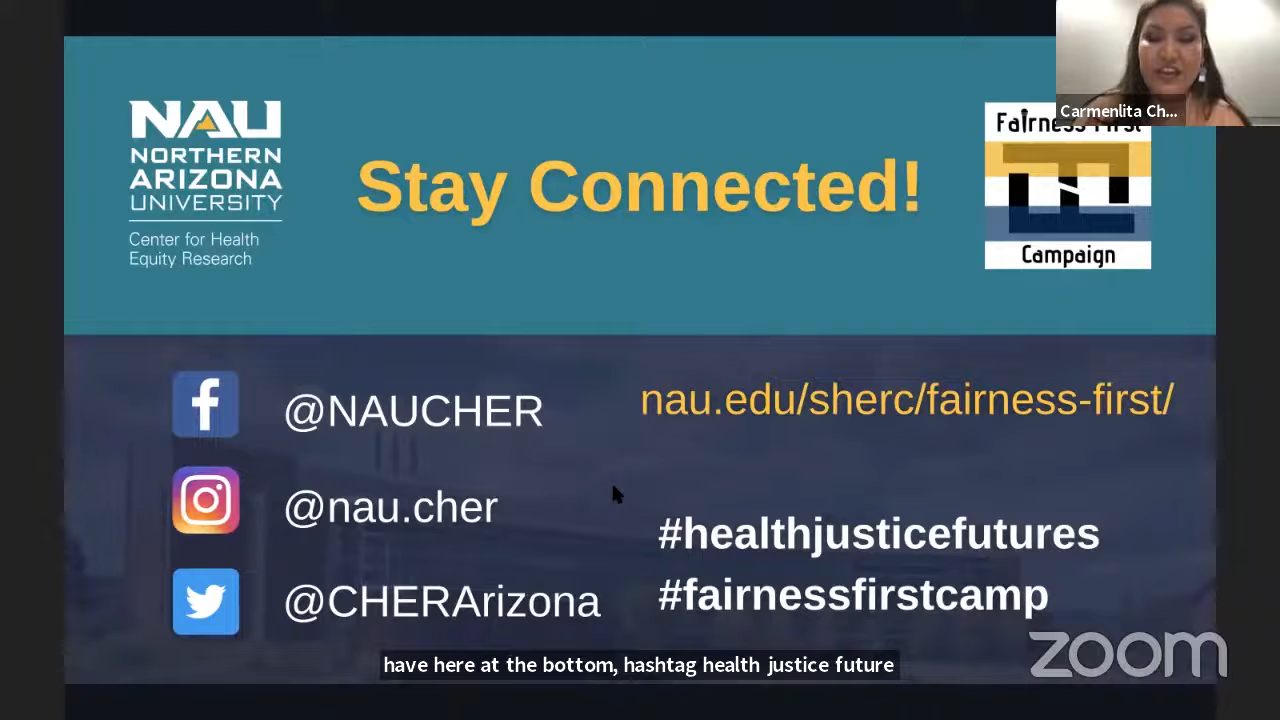 Carmenlita Ch...
NAU
NORTHERN
ARIZONA
UNIVERSITY
Center for Health
Equity Research
Stay Connected!
Fairness First
Campaign
@NAUCHER
@nau.cher
@CHERArizona
nau.edu/sherc/fairness-first/
#healthjusticefutures
#fairnessfirstcamp
zoom
have here at the bottom, hashtag health justice future